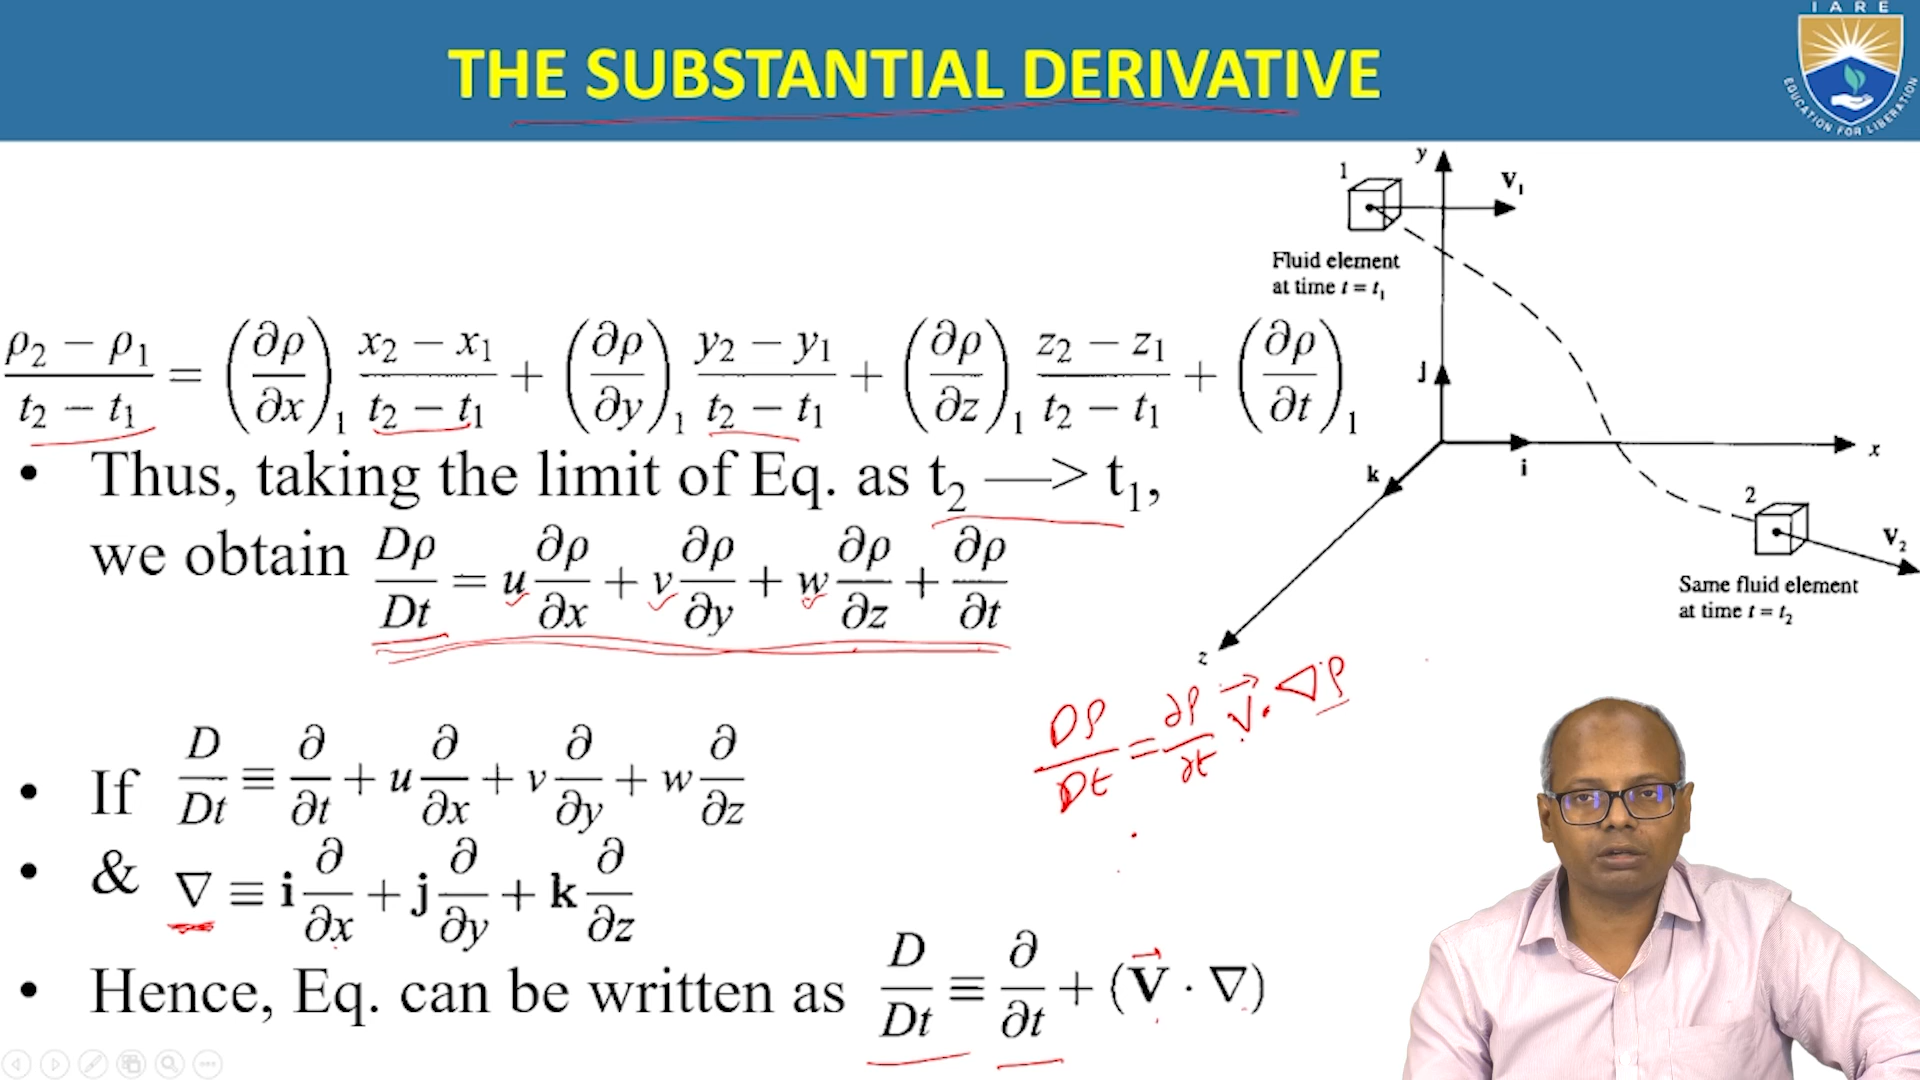 IARE
EDUCATION FOR LIBERATION
THE SUBSTANTIAL DERIVATIVE
(ρ₂ − ρ₁)/(t₂ − t₁) = (∂ρ/∂x)₁ (x₂ − x₁)/(t₂ − t₁) + (∂ρ/∂y)₁ (y₂ − y₁)/(t₂ − t₁) + (∂ρ/∂z)₁ (z₂ − z₁)/(t₂ − t₁) + (∂ρ/∂t)₁
• Thus, taking the limit of Eq. as t₂ —> t₁,
we obtain Dρ/Dt = u ∂ρ/∂x + v ∂ρ/∂y + w ∂ρ/∂z + ∂ρ/∂t
• If D/Dt ≡ ∂/∂t + u ∂/∂x + v ∂/∂y + w ∂/∂z
• & ∇ ≡ i ∂/∂x + j ∂/∂y + k ∂/∂z
• Hence, Eq. can be written as D/Dt ≡ ∂/∂t + (V · ∇)
y
1
V₁
Fluid element
at time t = t₁
j
i
k
x
z
2
V₂
Same fluid element
at time t = t₂
Dρ/Dt = ∂ρ/∂t V⃗ . ∇ρ